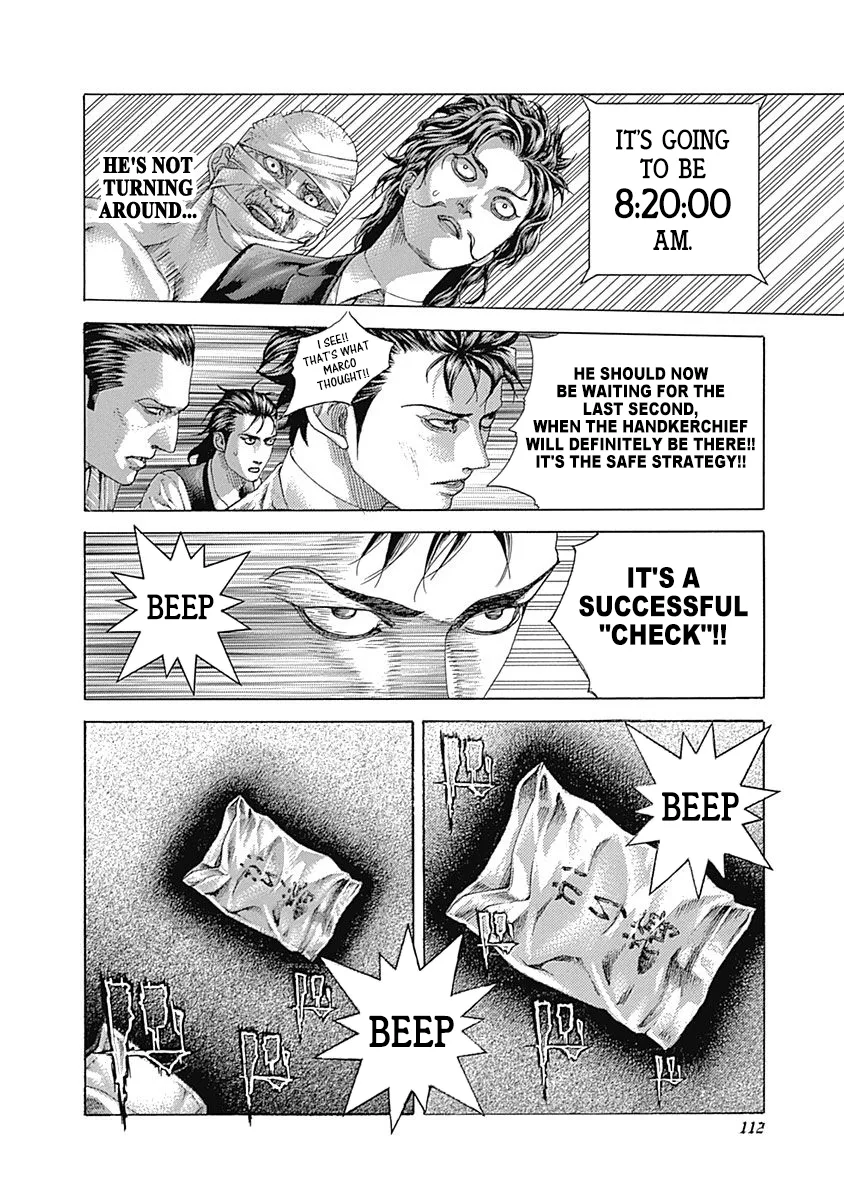 IT'S GOING
TO BE
8:20:00
AM.
HE'S NOT
TURNING
AROUND...
I SEE!!
THAT'S WHAT
MARCO
THOUGHT!!
HE SHOULD NOW
BE WAITING FOR THE
LAST SECOND,
WHEN THE HANDKERCHIEF
WILL DEFINITELY BE THERE!!
IT'S THE SAFE STRATEGY!!
IT'S A
SUCCESSFUL
"CHECK"!!
BEEP
BEEP
BEEP
112